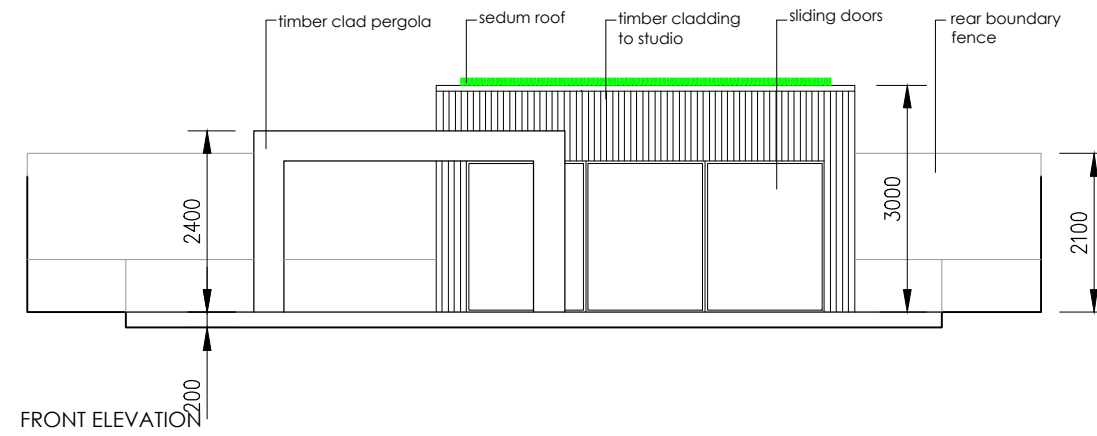 timber clad pergola
sedum roof
timber cladding
to studio
sliding doors
rear boundary
fence
2400
3000
2100
200
FRONT ELEVATION